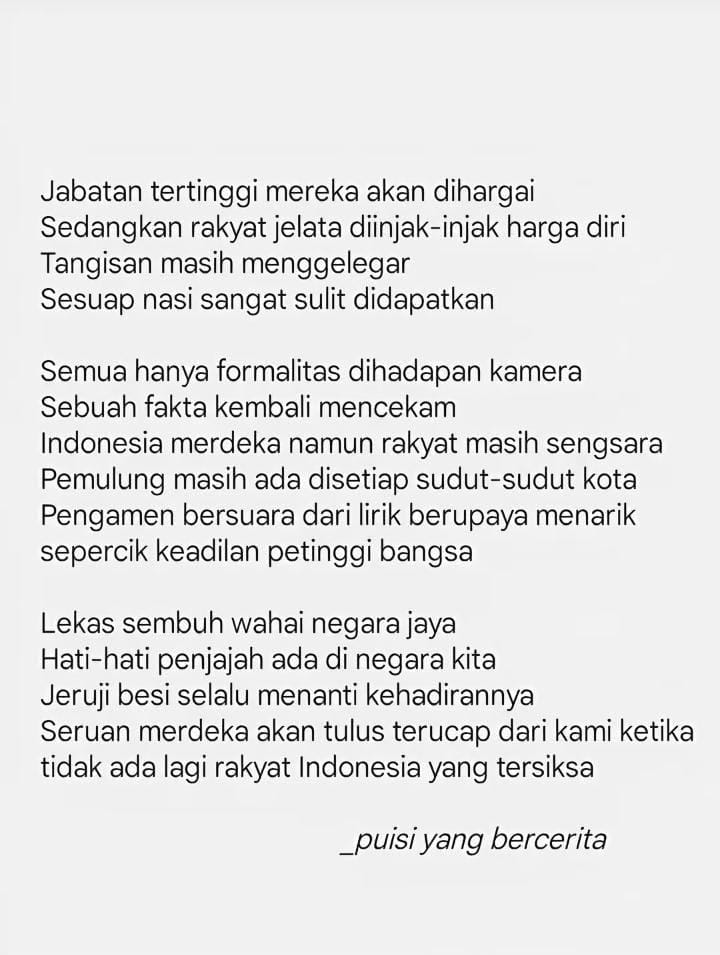 Jabatan tertinggi mereka akan dihargai
Sedangkan rakyat jelata diinjak-injak harga diri
Tangisan masih menggelegar
Sesuap nasi sangat sulit didapatkan
Semua hanya formalitas dihadapan kamera
Sebuah fakta kembali mencekam
Indonesia merdeka namun rakyat masih sengsara
Pemulung masih ada disetiap sudut-sudut kota
Pengamen bersuara dari lirik berupaya menarik
sepercik keadilan petinggi bangsa
Lekas sembuh wahai negara jaya
Hati-hati penjajah ada di negara kita
Jeruji besi selalu menanti kehadirannya
Seruan merdeka akan tulus terucap dari kami ketika
tidak ada lagi rakyat Indonesia yang tersiksa
_puisi yang bercerita